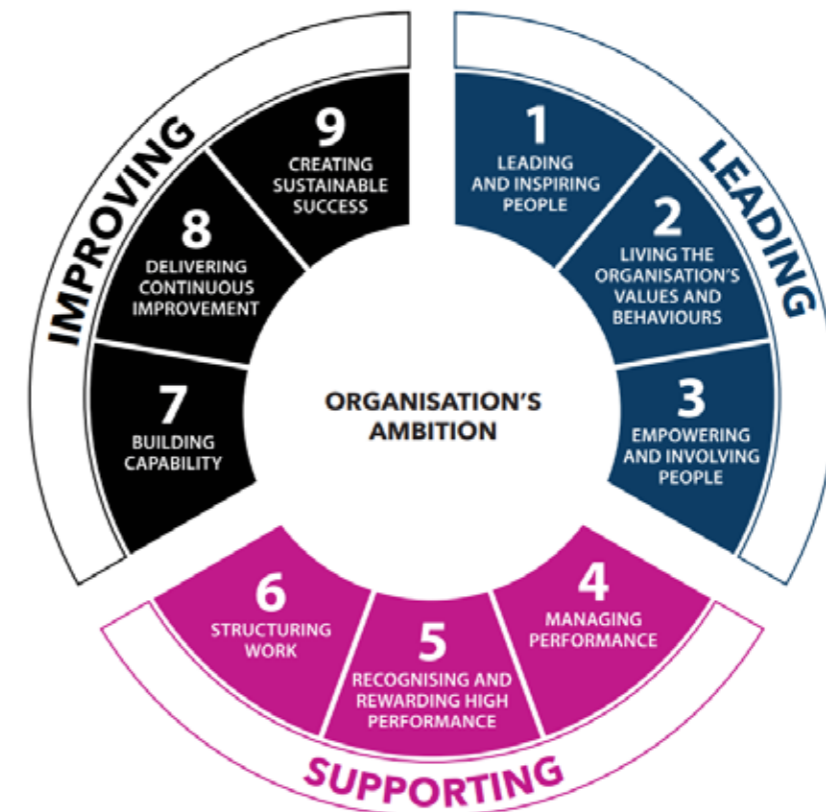 LEADING
1
LEADING
AND INSPIRING
PEOPLE
2
LIVING THE
ORGANISATION'S
VALUES AND
BEHAVIOURS
3
EMPOWERING
AND INVOLVING
PEOPLE
SUPPORTING
4
MANAGING
PERFORMANCE
5
RECOGNISING AND
REWARDING HIGH
PERFORMANCE
6
STRUCTURING
WORK
IMPROVING
7
BUILDING
CAPABILITY
8
DELIVERING
CONTINUOUS
IMPROVEMENT
9
CREATING
SUSTAINABLE
SUCCESS
ORGANISATION'S
AMBITION